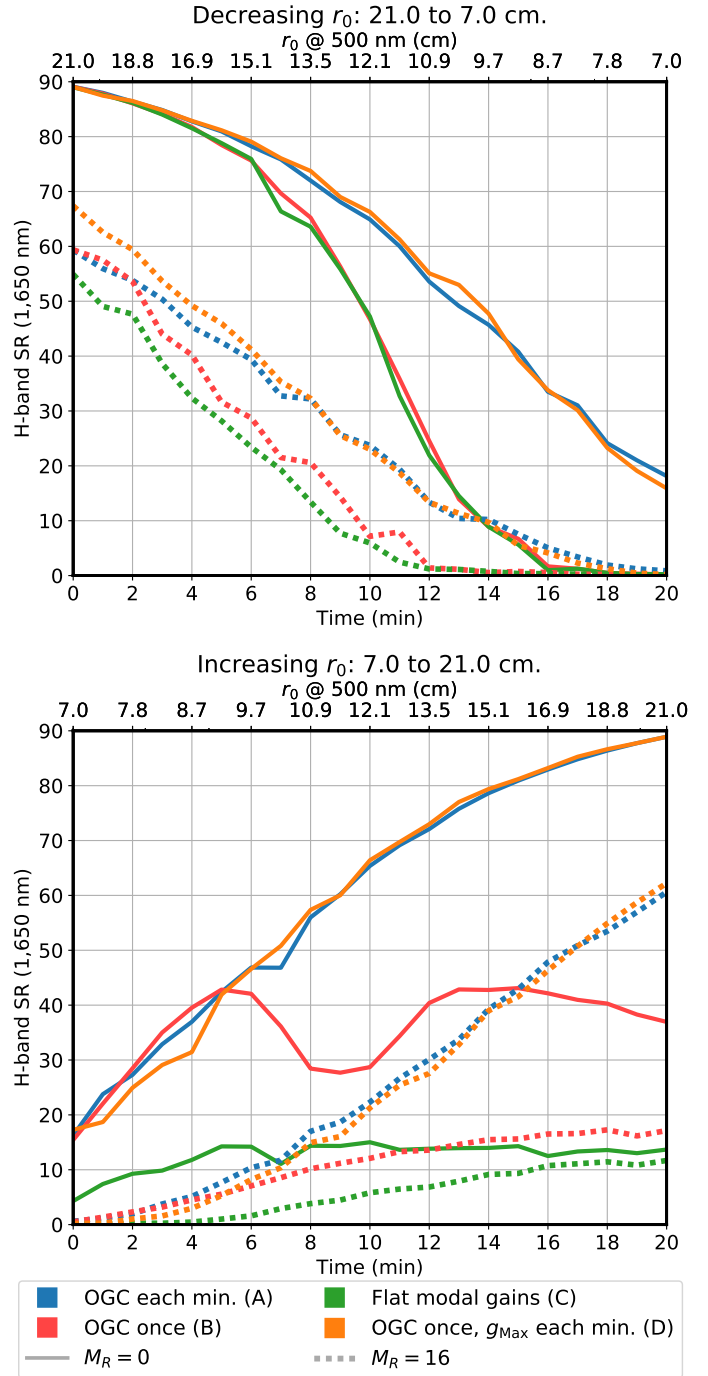 Decreasing r₀: 21.0 to 7.0 cm.
r₀ @ 500 nm (cm)
21.0 18.8 16.9 15.1 13.5 12.1 10.9 9.7 8.7 7.8 7.0
90
80
70
60
50
40
30
20
10
0
H-band SR (1,650 nm)
0 2 4 6 8 10 12 14 16 18 20
Time (min)
Increasing r₀: 7.0 to 21.0 cm.
r₀ @ 500 nm (cm)
7.0 7.8 8.7 9.7 10.9 12.1 13.5 15.1 16.9 18.8 21.0
90
80
70
60
50
40
30
20
10
0
H-band SR (1,650 nm)
0 2 4 6 8 10 12 14 16 18 20
Time (min)
OGC each min. (A) Flat modal gains (C)
OGC once (B) OGC once, g_Max each min. (D)
M_R = 0 M_R = 16